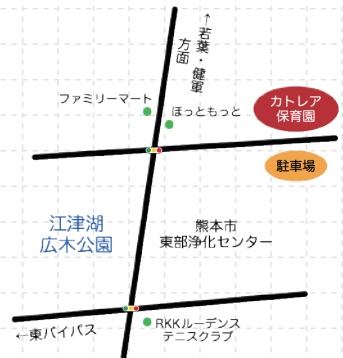 ←若葉・健軍
方面
ファミリーマート
ほっともっと
カトレア
保育園
駐車場
江津湖
広木公園
熊本市
東部浄化センター
←東バイパス
RKKルーデンス
テニスクラブ